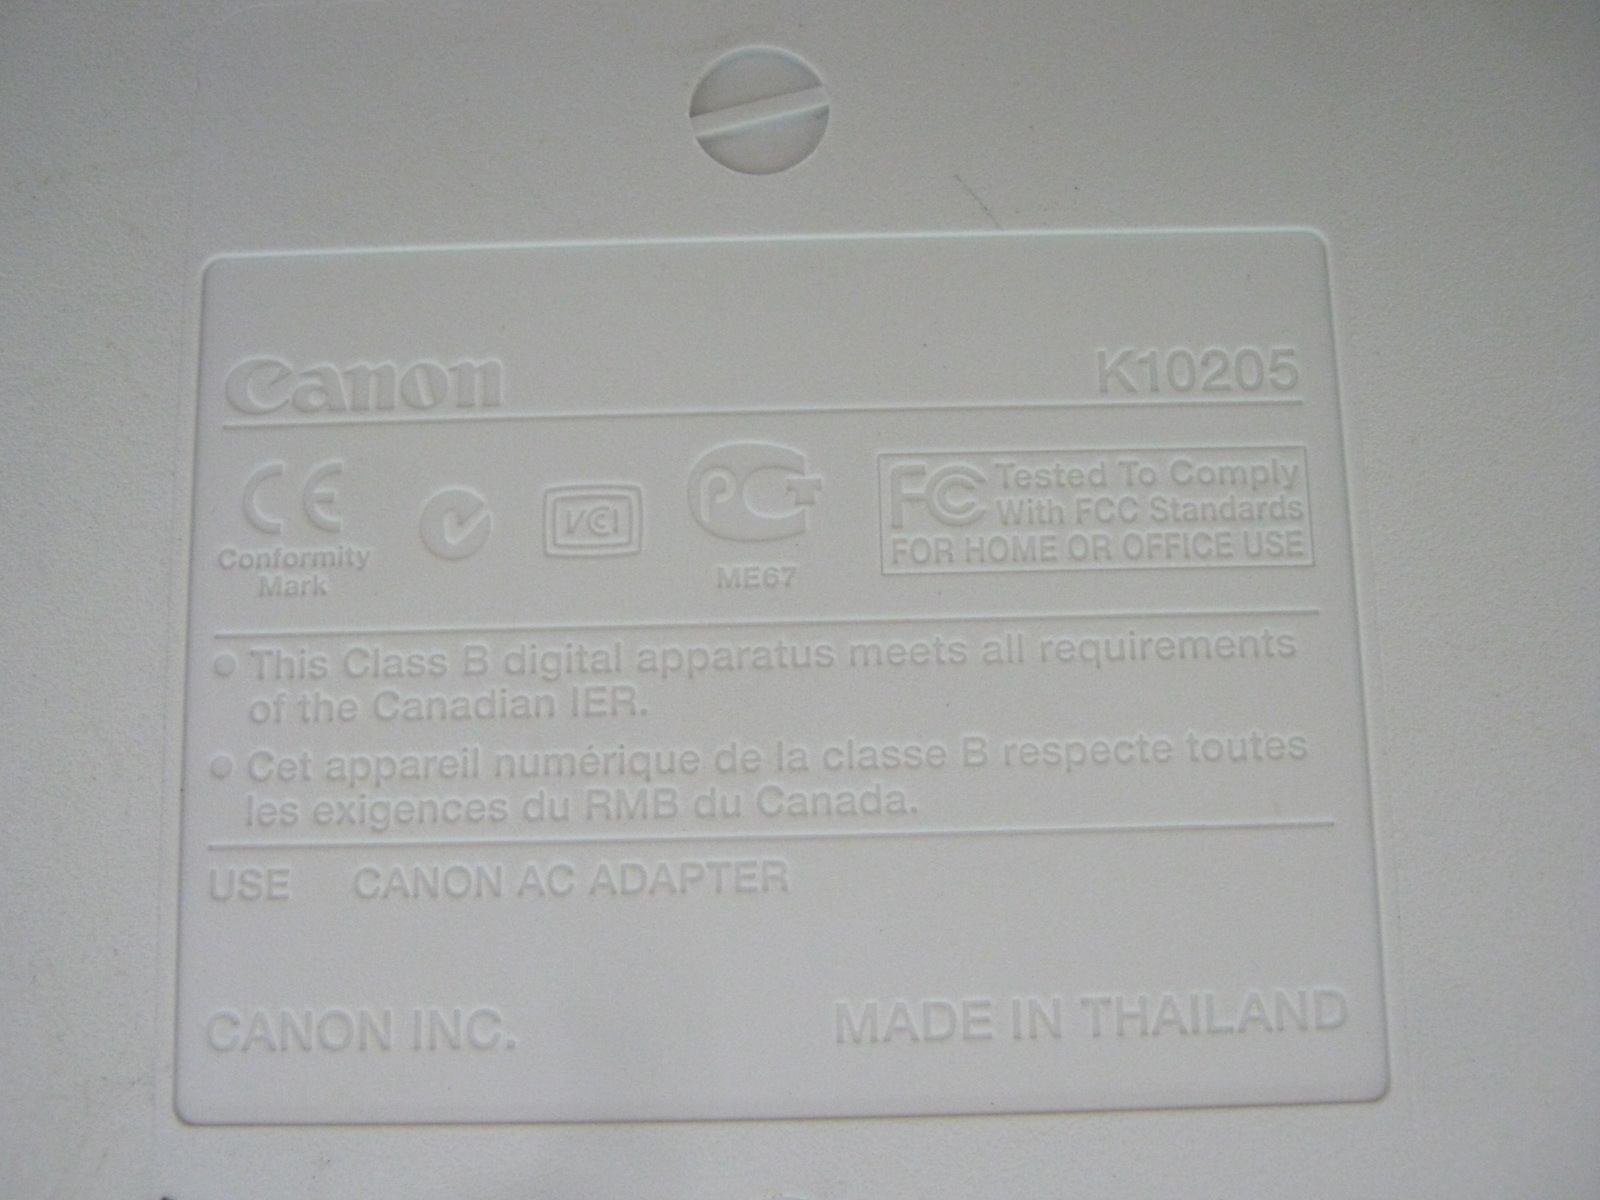 Canon K10205
CE
Conformity
Mark
VCI
PCT
ME67
FC Tested To Comply
With FCC Standards
FOR HOME OR OFFICE USE
This Class B digital apparatus meets all requirements
of the Canadian IER.
Cet appareil numérique de la classe B respecte toutes
les exigences du RMB du Canada.
USE CANON AC ADAPTER
CANON INC. MADE IN THAILAND